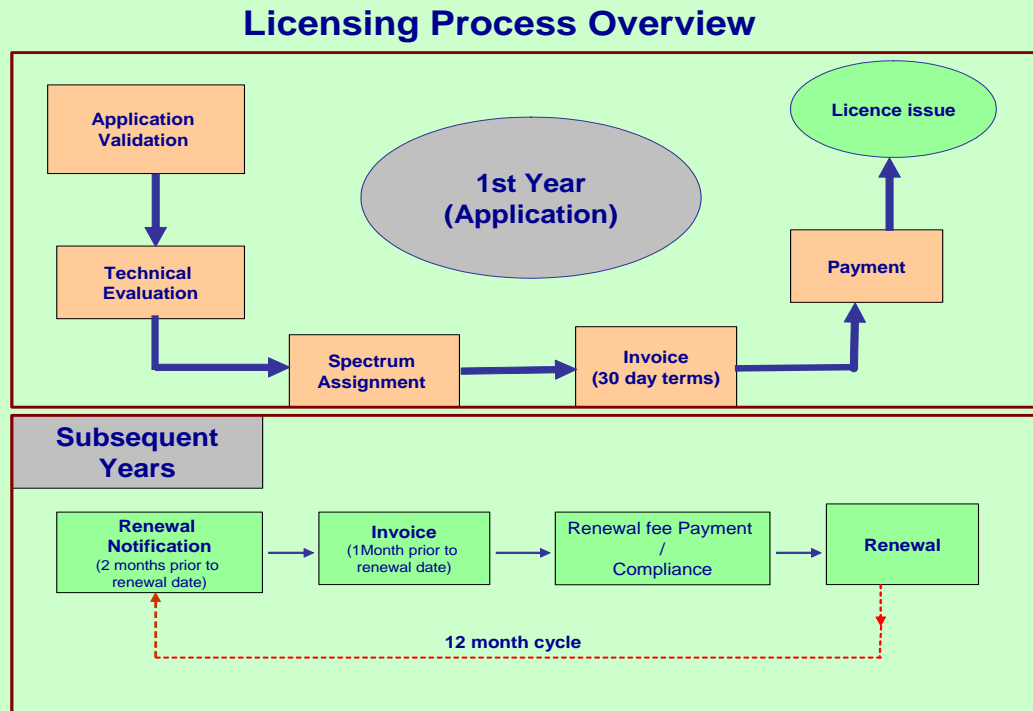 Licensing Process Overview
Application
Validation
Licence issue
1st Year
(Application)
Technical
Evaluation
Payment
Spectrum
Assignment
Invoice
(30 day terms)
Subsequent
Years
Renewal
Notification
(2 months prior to
renewal date)
Invoice
(1Month prior to
renewal date)
Renewal fee Payment
/
Compliance
Renewal
12 month cycle